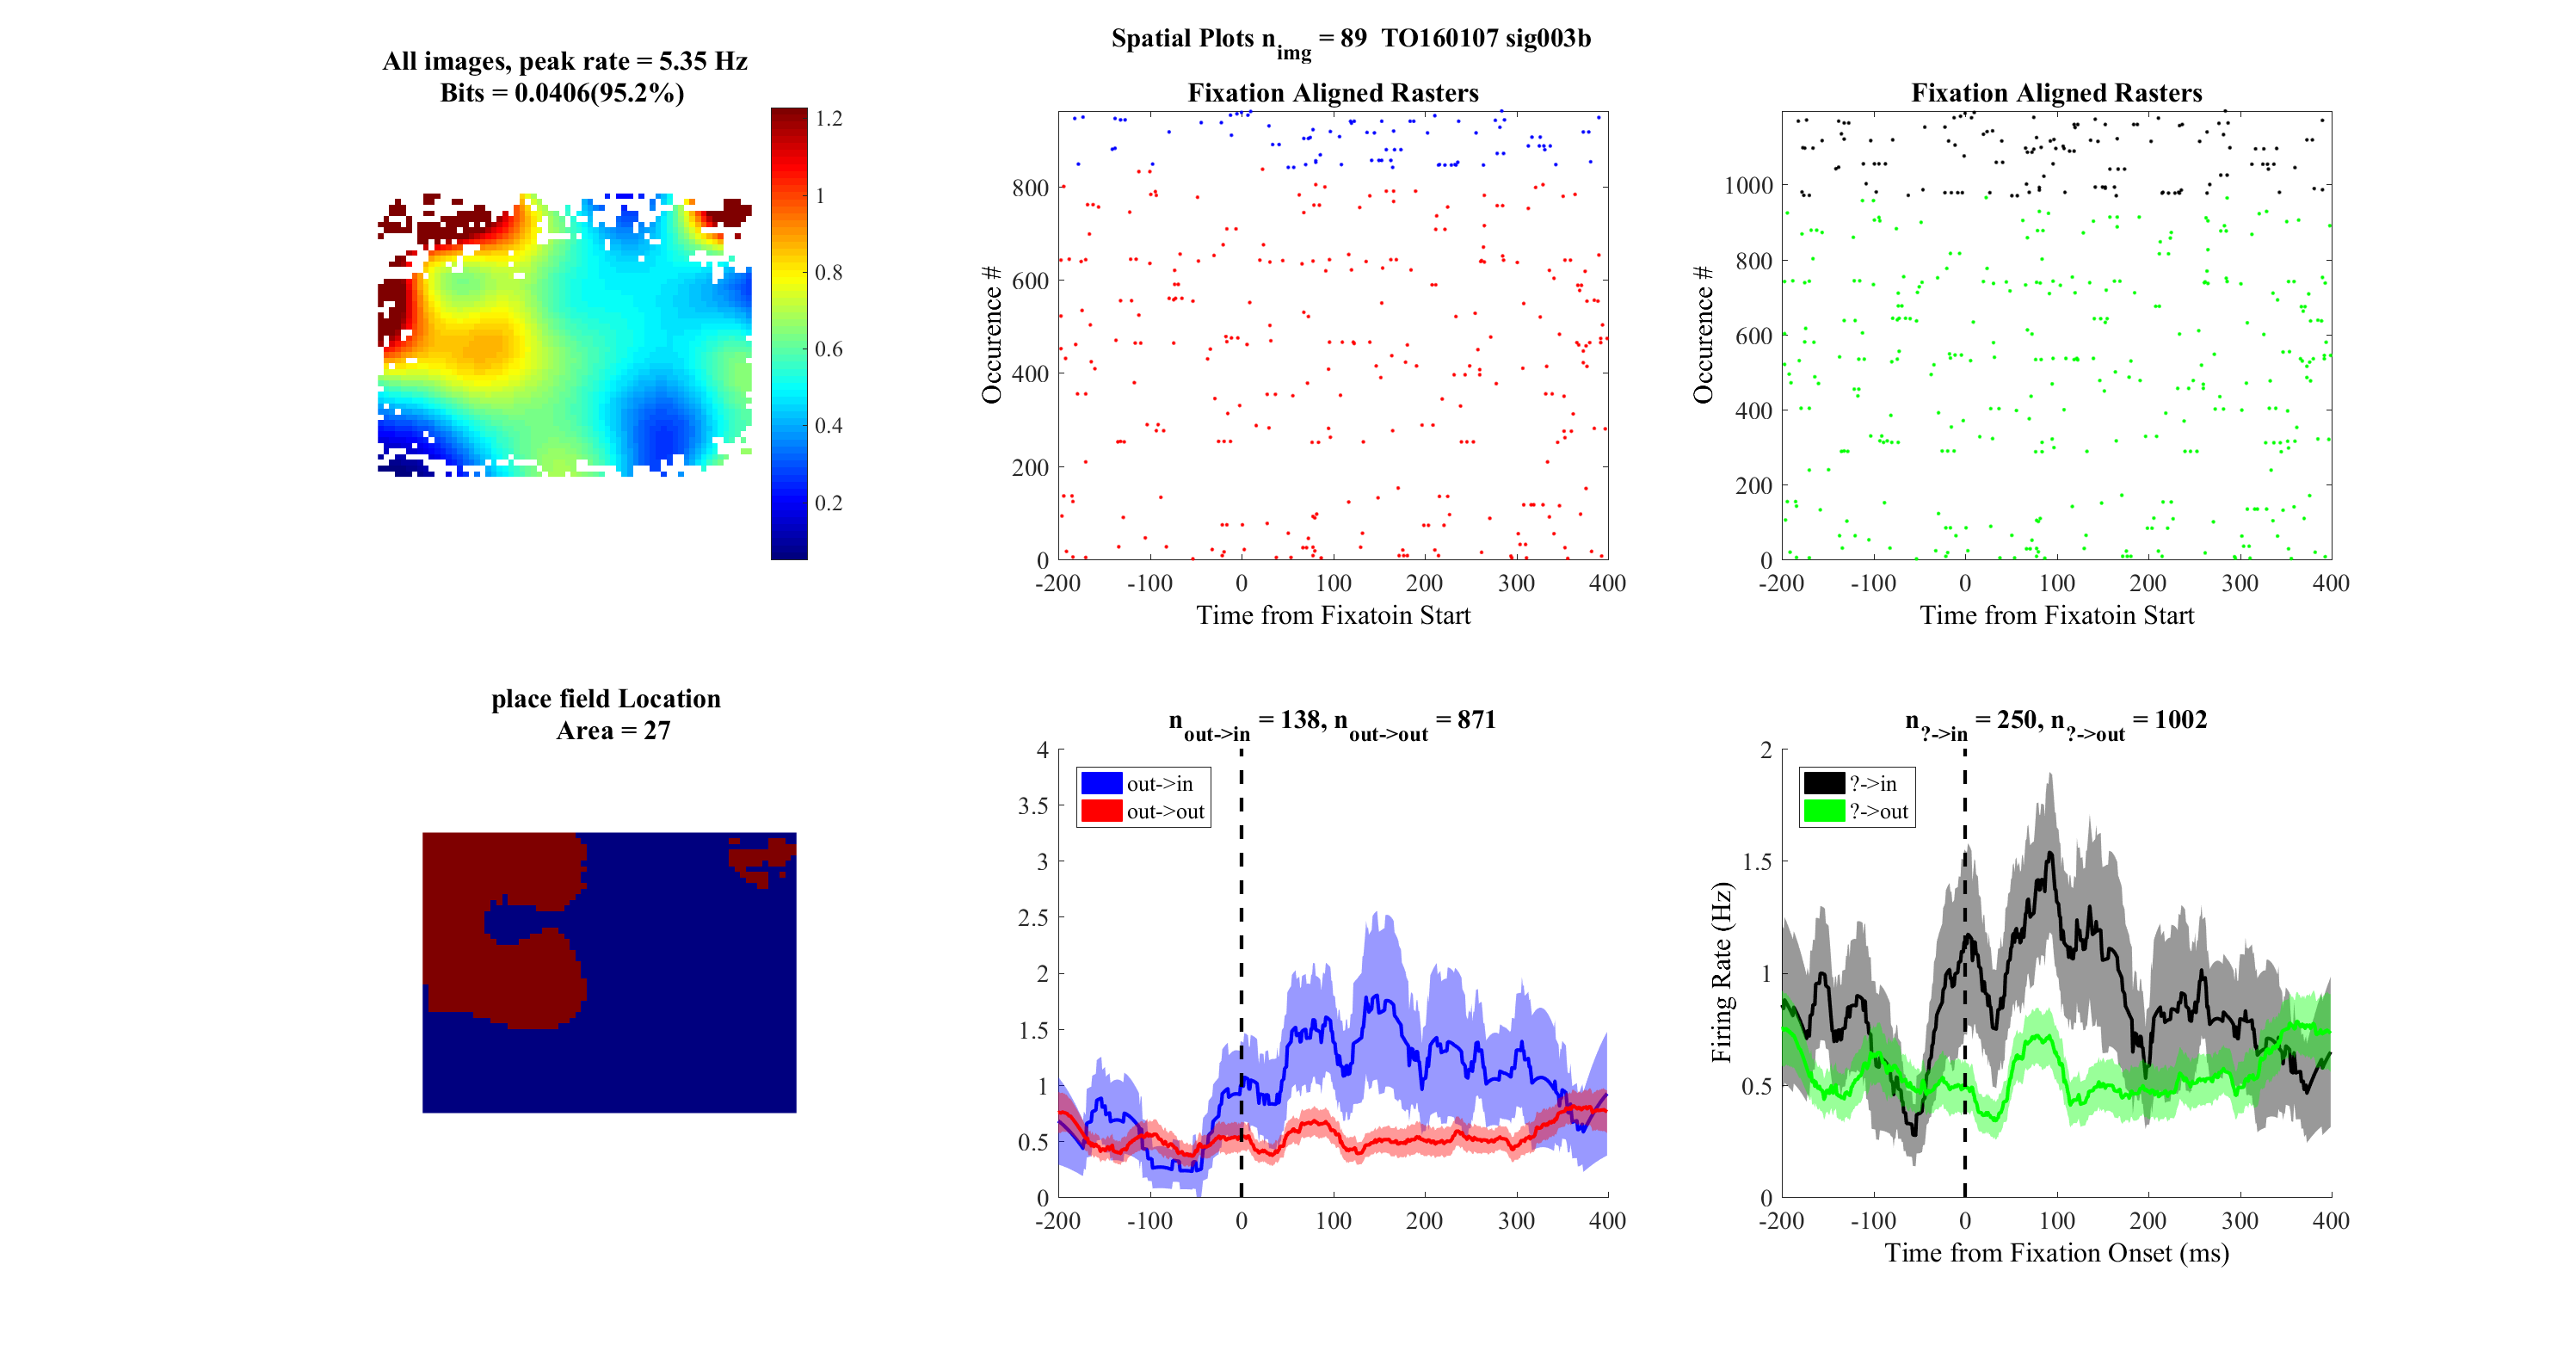 Spatial Plots n_img = 89 TO160107 sig003b
All images, peak rate = 5.35 Hz
Bits = 0.0406(95.2%)
1.2
1
0.8
0.6
0.4
0.2
Fixation Aligned Rasters
Occurence #
800
600
400
200
0
-200 -100 0 100 200 300 400
Time from Fixatoin Start
Fixation Aligned Rasters
Occurence #
1000
800
600
400
200
0
-200 -100 0 100 200 300 400
Time from Fixatoin Start
place field Location
Area = 27
n_out->in = 138, n_out->out = 871
4
3.5
3
2.5
2
1.5
1
0.5
0
out->in
out->out
-200 -100 0 100 200 300 400
n_?->in = 250, n_?->out = 1002
Firing Rate (Hz)
2
1.5
1
0.5
0
?->in
?->out
-200 -100 0 100 200 300 400
Time from Fixation Onset (ms)